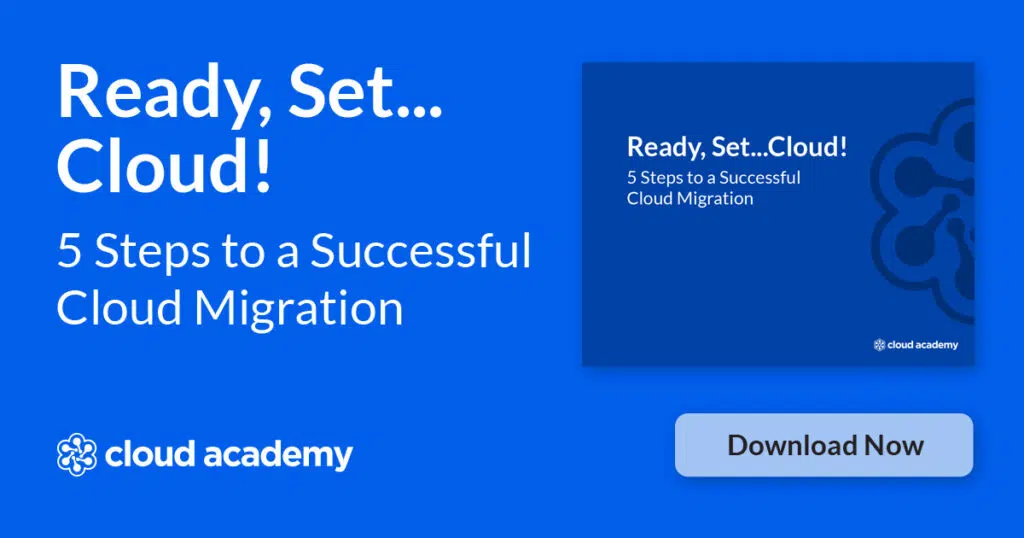 Ready, Set...
Cloud!
5 Steps to a Successful
Cloud Migration
cloud academy
Ready, Set...Cloud!
5 Steps to a Successful
Cloud Migration
cloud academy
Download Now